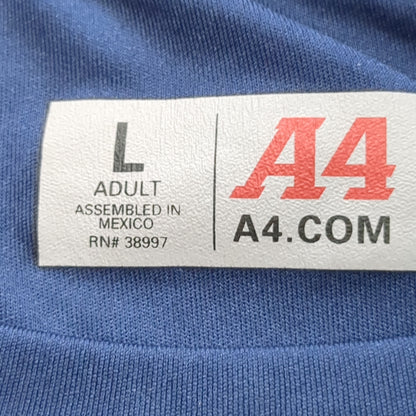 L
ADULT
ASSEMBLED IN
MEXICO
RN# 38997
A4
A4.COM